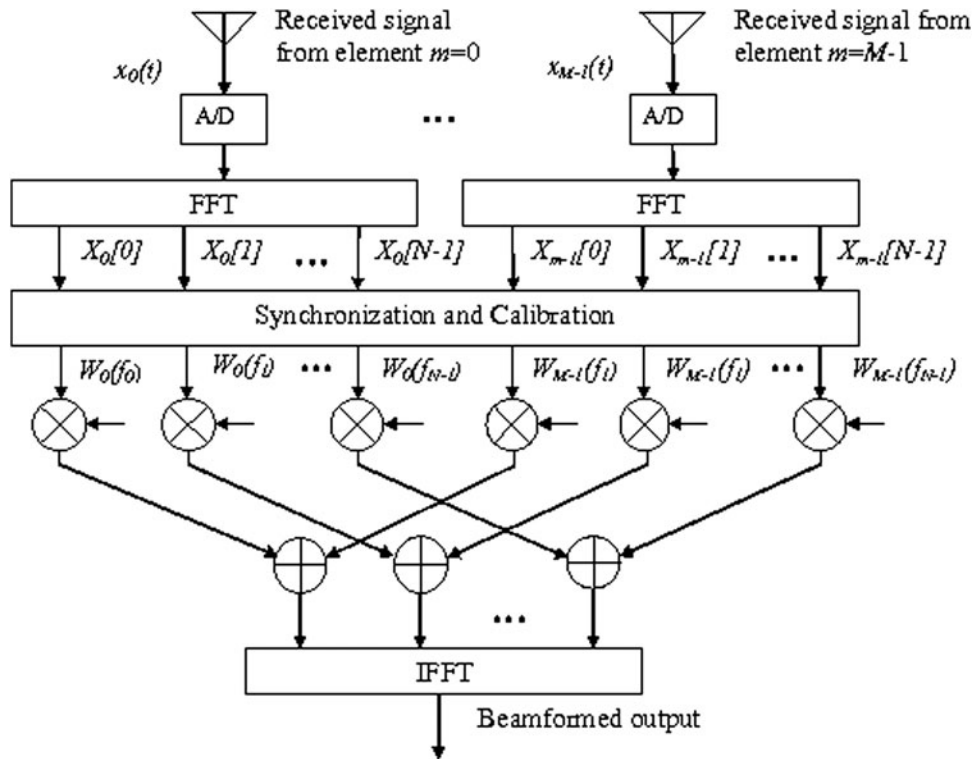 Received signal
from element m=0
Received signal from
element m=M-1
x0(t)
xM-1(t)
A/D
...
A/D
FFT
FFT
X0[0] X0[1] ... X0[N-1] Xm-1[0] Xm-1[1] ... Xm-1[N-1]
Synchronization and Calibration
W0(f0) W0(f1) ... W0(fN-1) WM-1(f1) WM-1(f1) ... WM-1(fN-1)
...
IFFT
Beamformed output